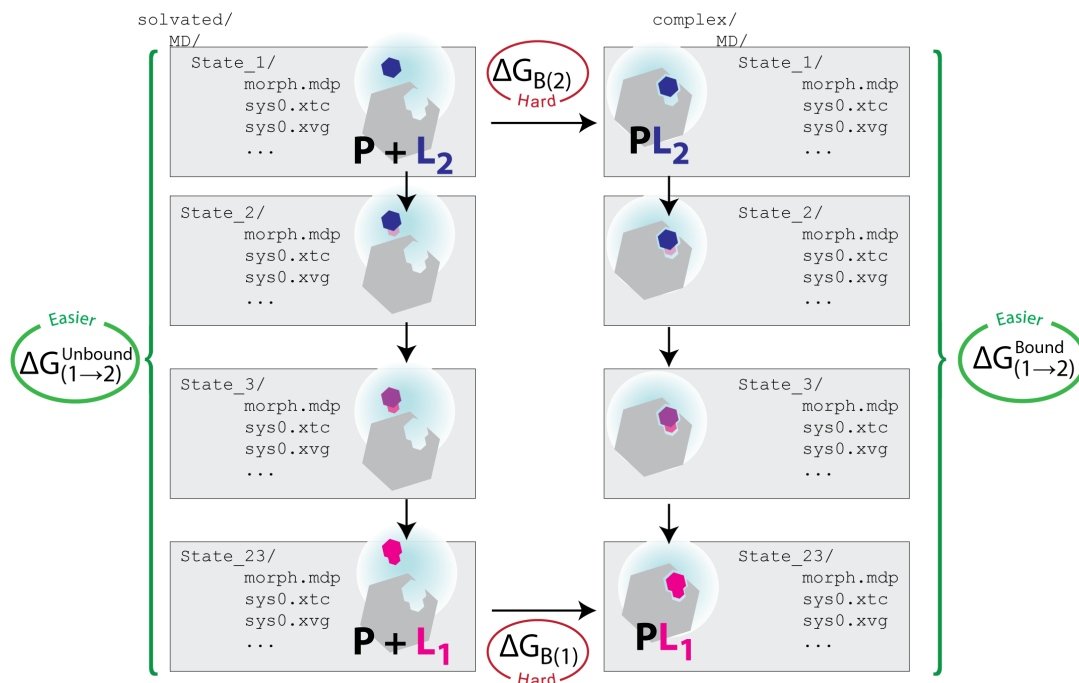 solvated/
MD/
State_1/
morph.mdp
sys0.xtc
sys0.xvg
...
P + L2
ΔGB(2)
Hard
complex/
MD/
State_1/
morph.mdp
sys0.xtc
sys0.xvg
...
PL2
State_2/
morph.mdp
sys0.xtc
sys0.xvg
...
State_2/
morph.mdp
sys0.xtc
sys0.xvg
...
Easier
ΔG(1→2)Unbound
Easier
ΔG(1→2)Bound
State_3/
morph.mdp
sys0.xtc
sys0.xvg
...
State_3/
morph.mdp
sys0.xtc
sys0.xvg
...
State_23/
morph.mdp
sys0.xtc
sys0.xvg
...
P + L1
ΔGB(1)
Hard
State_23/
morph.mdp
sys0.xtc
sys0.xvg
...
PL1